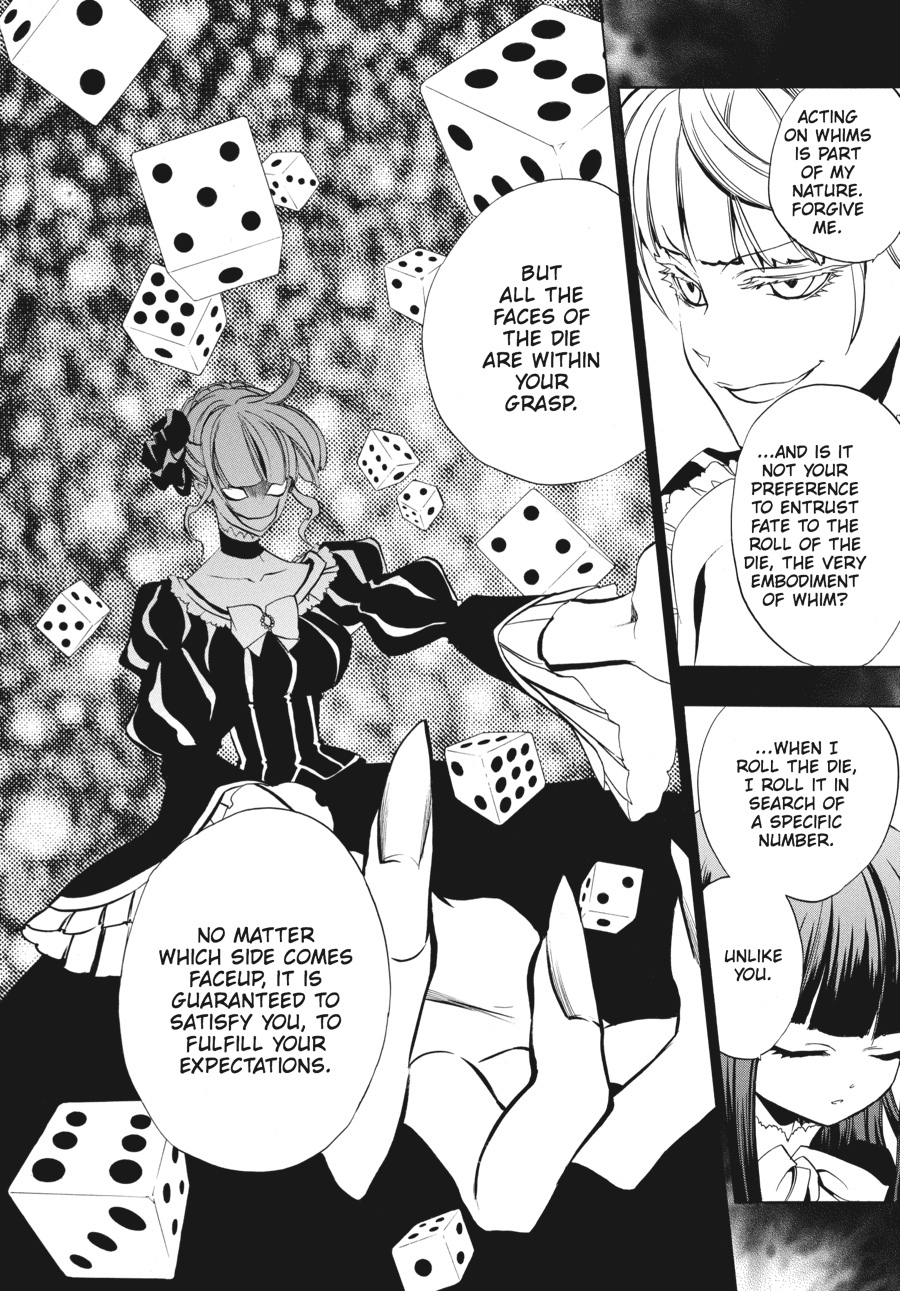 ACTING
ON WHIMS
IS PART
OF MY
NATURE.
FORGIVE
ME.
...AND IS IT
NOT YOUR
PREFERENCE
TO ENTRUST
FATE TO THE
ROLL OF THE
DIE, THE VERY
EMBODIMENT
OF WHIM?
...WHEN I
ROLL THE DIE,
I ROLL IT IN
SEARCH OF
A SPECIFIC
NUMBER.
UNLIKE
YOU.
BUT
ALL THE
FACES OF
THE DIE
ARE WITHIN
YOUR
GRASP.
NO MATTER
WHICH SIDE COMES
FACEUP, IT IS
GUARANTEED TO
SATISFY YOU, TO
FULFILL YOUR
EXPECTATIONS.